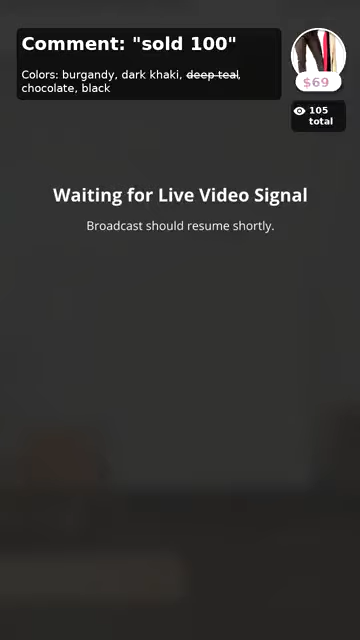 Comment: "sold 100"
Colors: burgandy, dark khaki, deep teal,
chocolate, black
$69
105
total
Waiting for Live Video Signal
Broadcast should resume shortly.